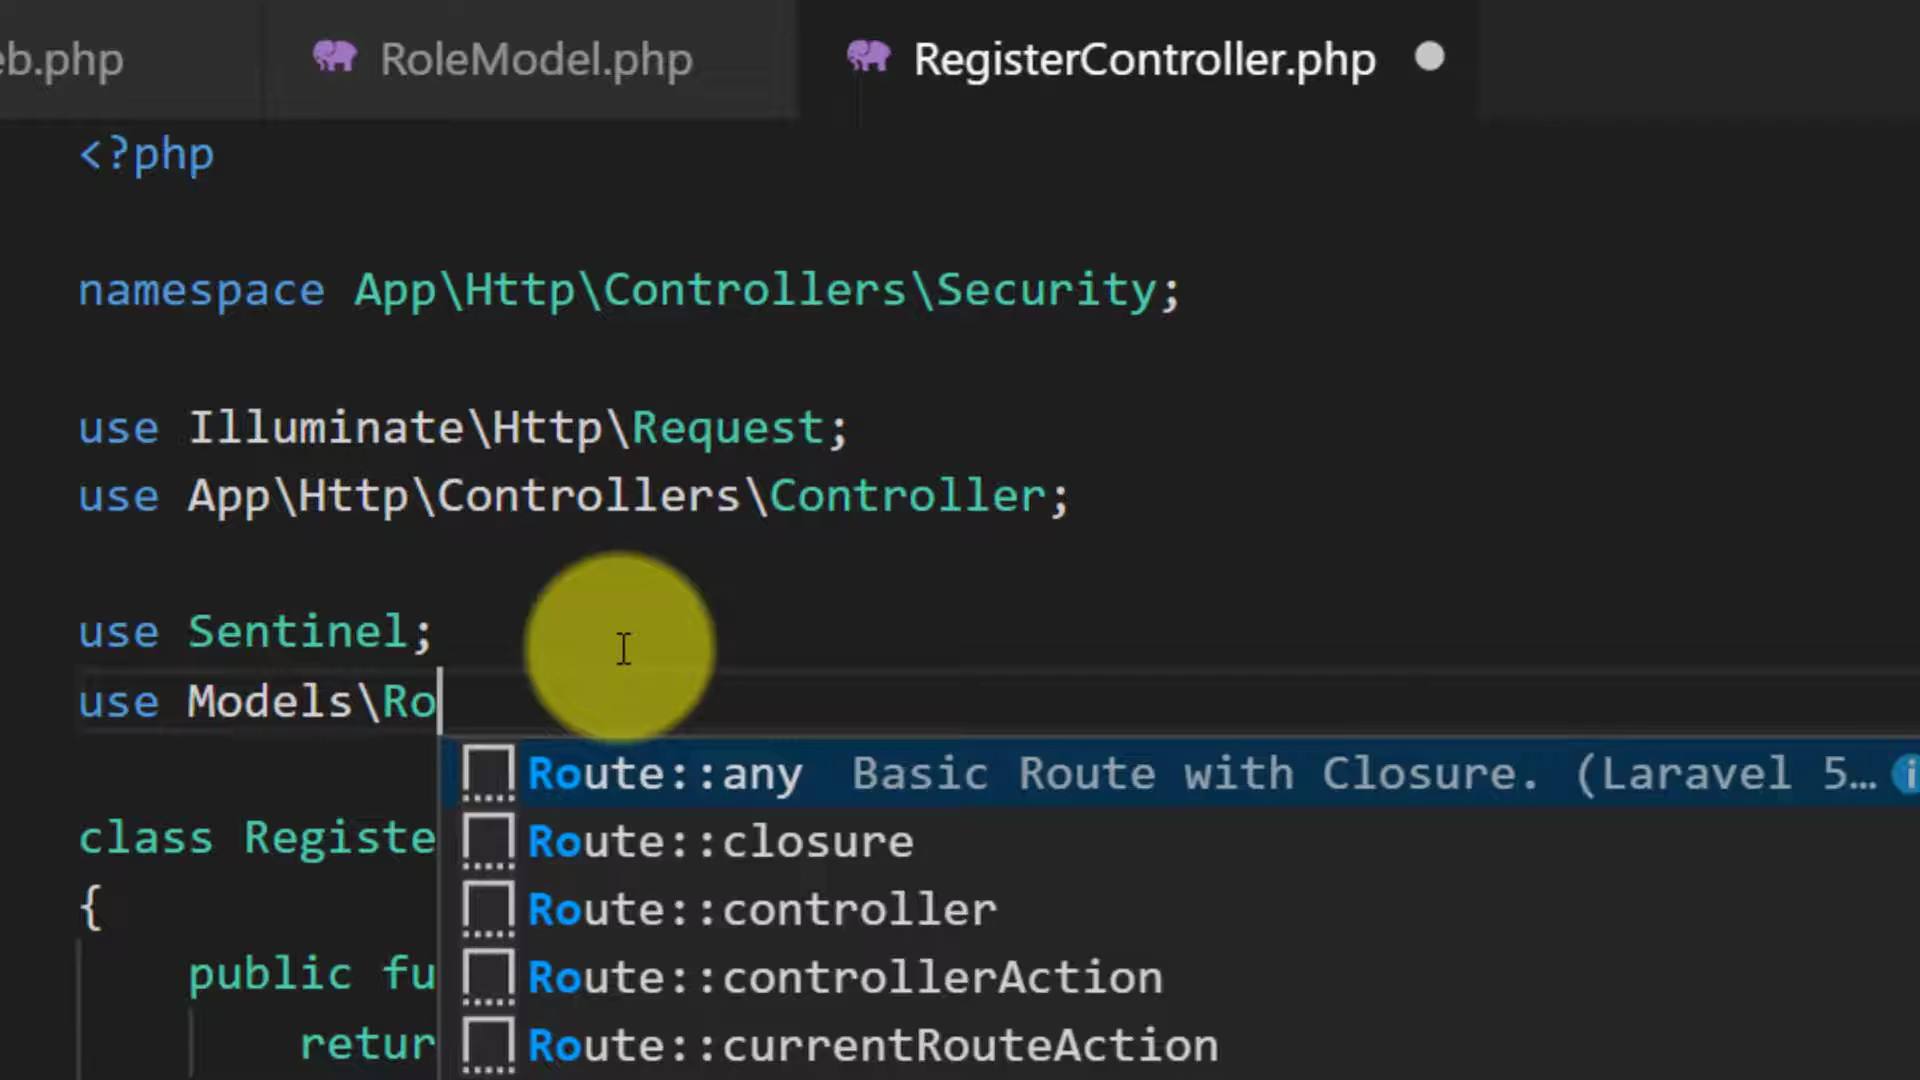 eb.php RoleModel.php RegisterController.php
<?php
namespace App\Http\Controllers\Security;
use Illuminate\Http\Request;
use App\Http\Controllers\Controller;
use Sentinel;
use Models\Ro
Route::any Basic Route with Closure. (Laravel 5…
class Registe
Route::closure
{
Route::controller
public fu
Route::controllerAction
retur
Route::currentRouteAction